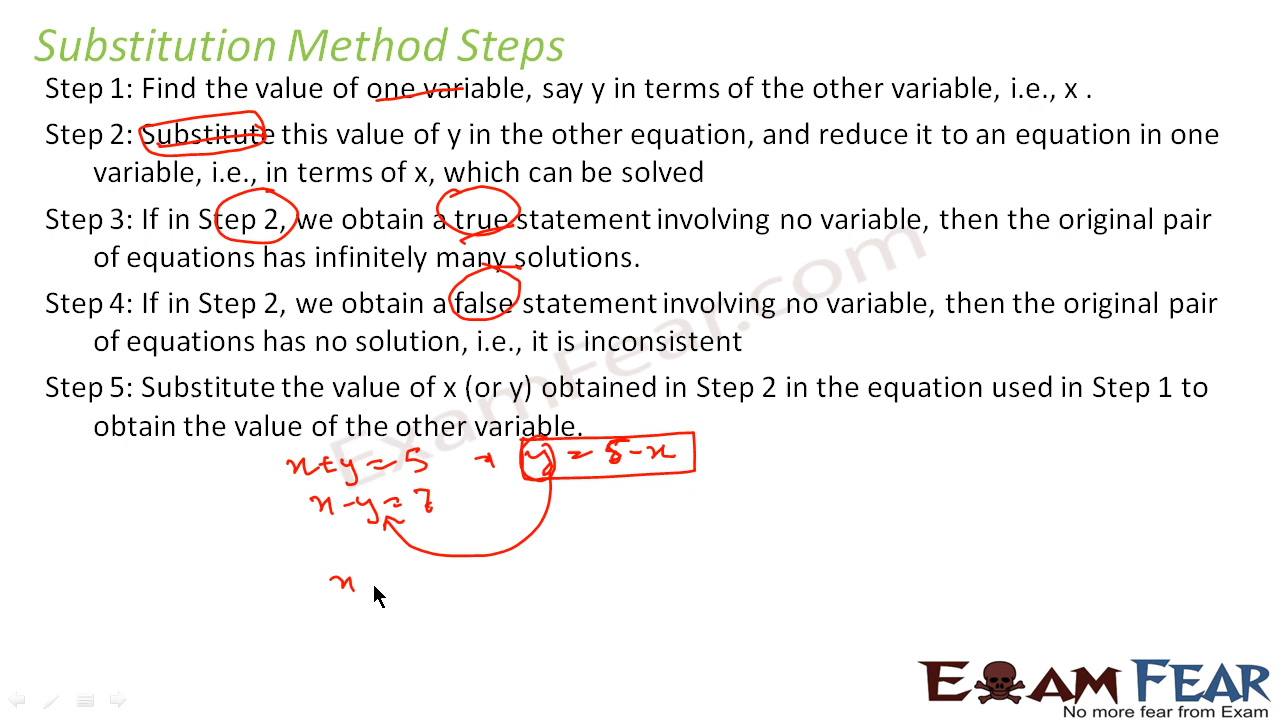 Substitution Method Steps
Step 1: Find the value of one variable, say y in terms of the other variable, i.e., x .
Step 2: Substitute this value of y in the other equation, and reduce it to an equation in one
variable, i.e., in terms of x, which can be solved
Step 3: If in Step 2, we obtain a true statement involving no variable, then the original pair
of equations has infinitely many solutions.
Step 4: If in Step 2, we obtain a false statement involving no variable, then the original pair
of equations has no solution, i.e., it is inconsistent
Step 5: Substitute the value of x (or y) obtained in Step 2 in the equation used in Step 1 to
obtain the value of the other variable.
x + y = 5 → y = 5 - x
x - y = 7
x
ExamFear.com
EXAM FEAR
No more fear from Exam